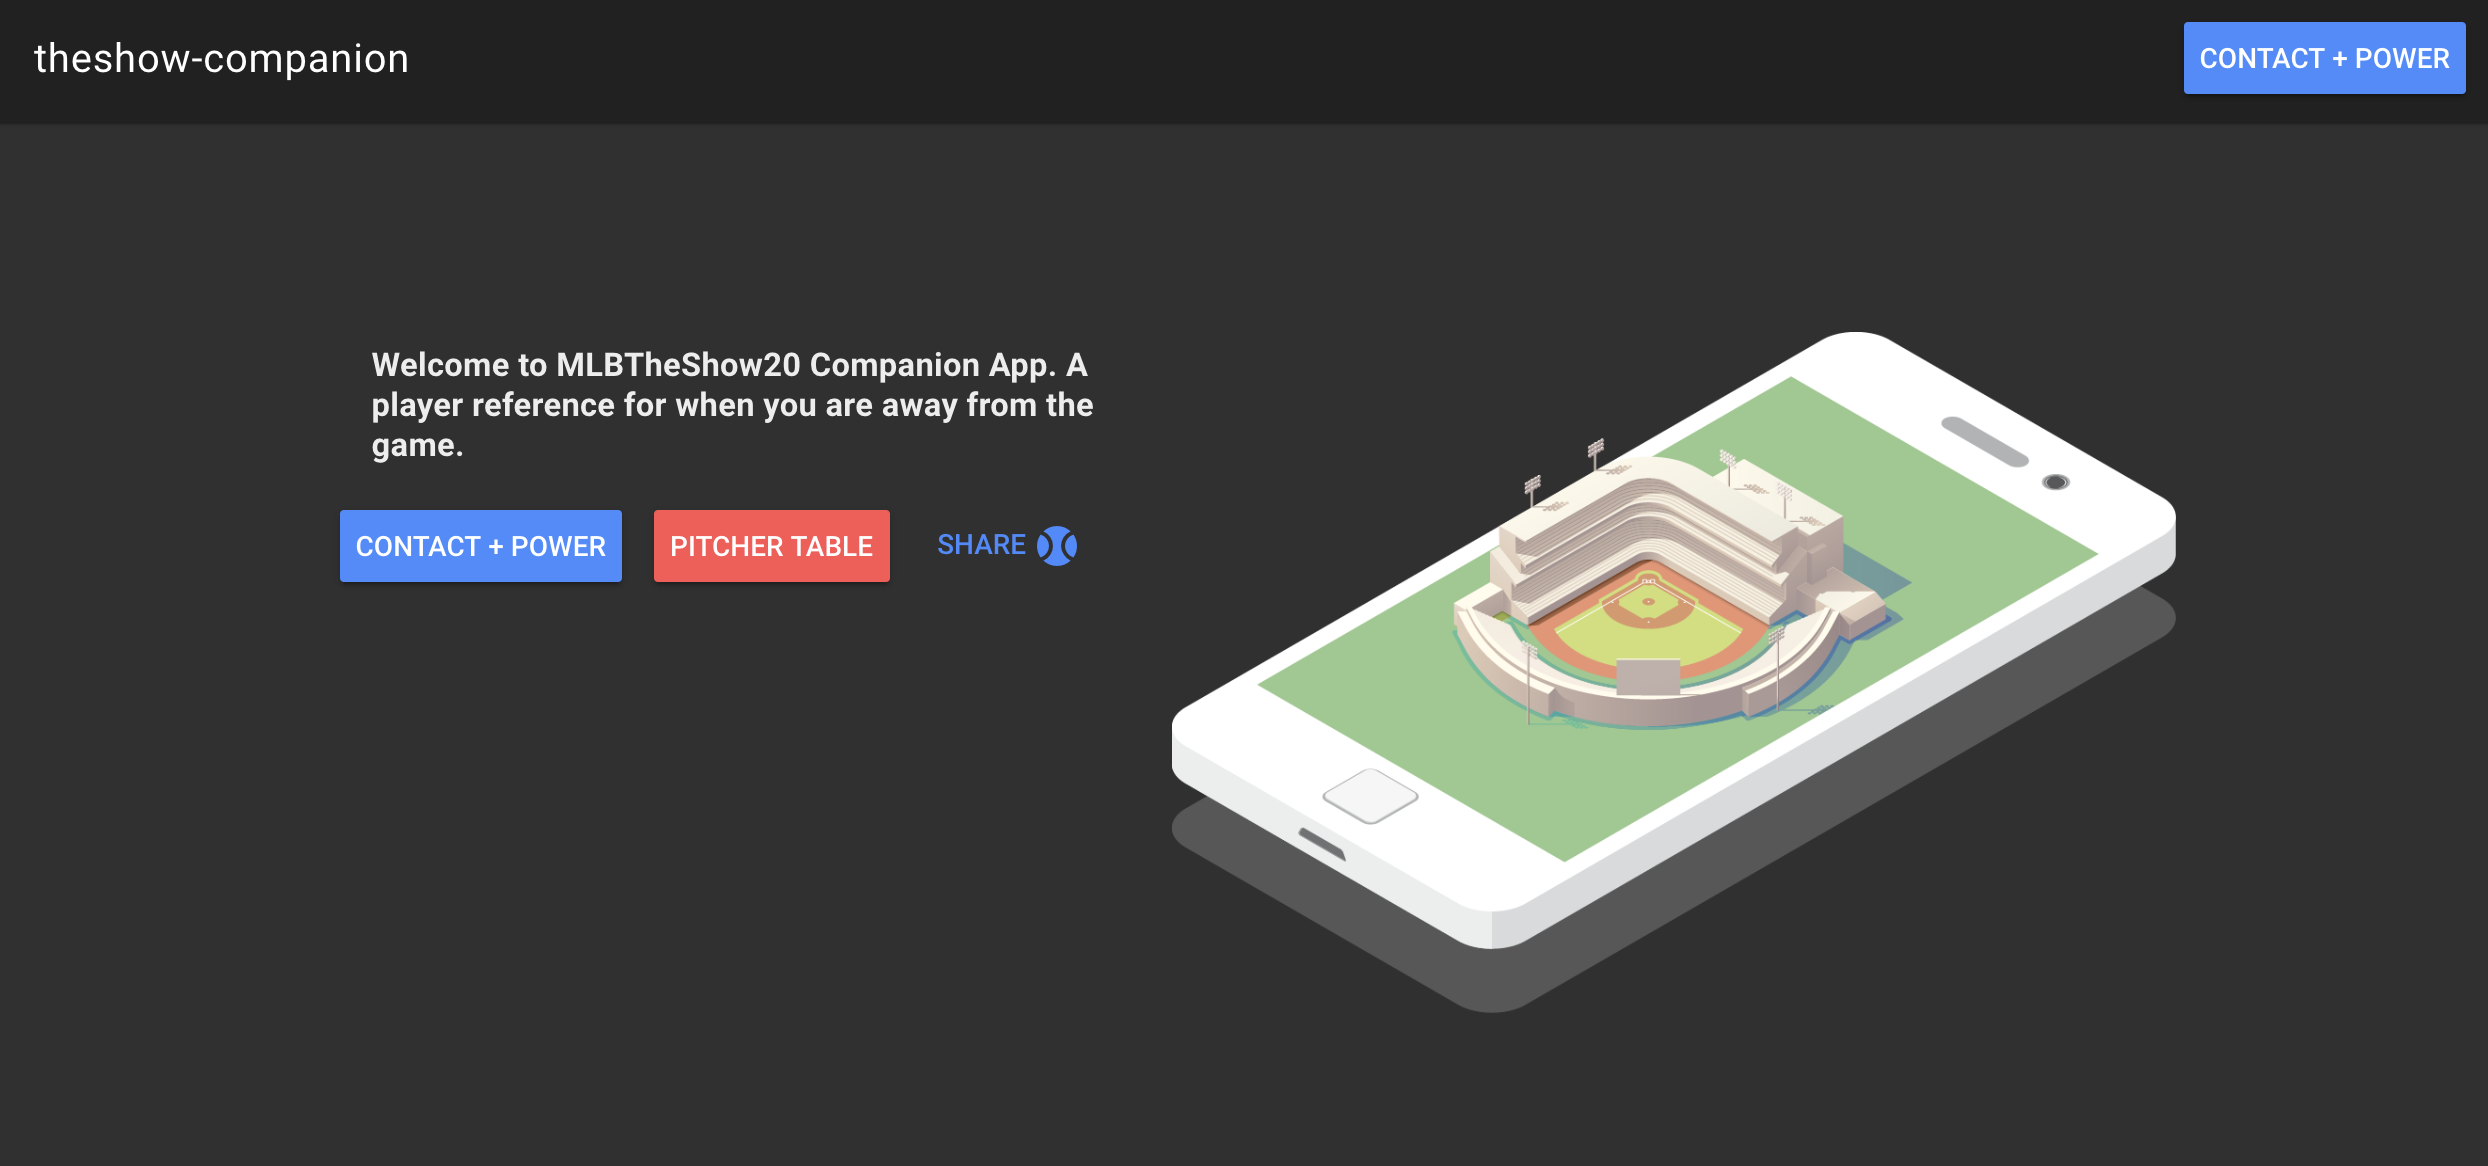 theshow-companion
CONTACT + POWER
Welcome to MLBTheShow20 Companion App. A
player reference for when you are away from the
game.
CONTACT + POWER
PITCHER TABLE
SHARE